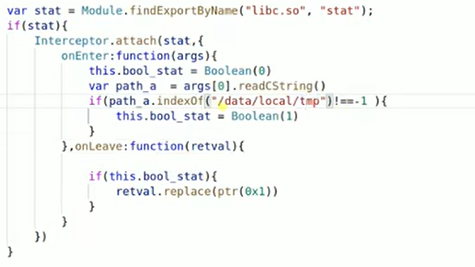 var stat = Module.findExportByName("libc.so", "stat");
if(stat){
    Interceptor.attach(stat,{
        onEnter:function(args){
            this.bool_stat = Boolean(0)
            var path_a  = args[0].readCString()
            if(path_a.indexOf("/data/local/tmp")!==-1 ){
                this.bool_stat = Boolean(1)
            }
        },onLeave:function(retval){

            if(this.bool_stat){
                retval.replace(ptr(0x1))
            }
        }
    })
}